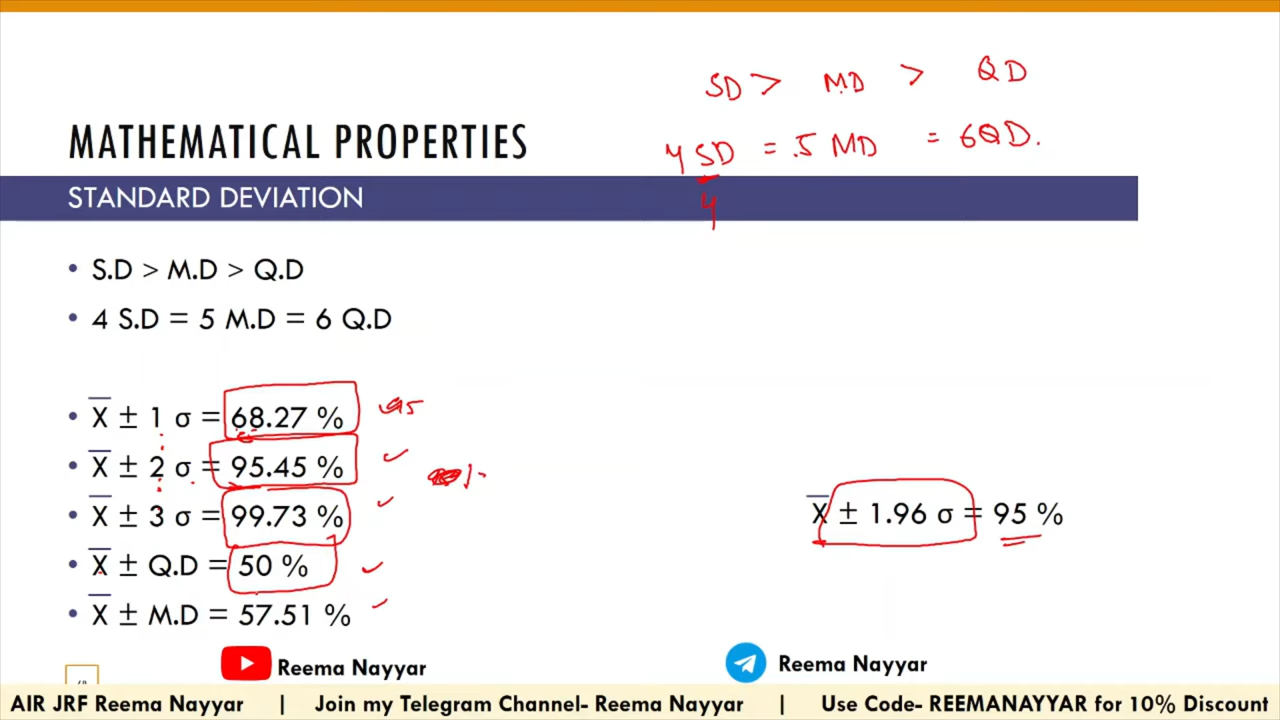 SD > MD > QD
4 SD = 5 MD = 6QD.
4
MATHEMATICAL PROPERTIES
STANDARD DEVIATION
• S.D > M.D > Q.D
• 4 S.D = 5 M.D = 6 Q.D
• X̅ ± 1 σ = 68.27 %
• X̅ ± 2 σ = 95.45 %
• X̅ ± 3 σ = 99.73 %
X̅ ± 1.96 σ = 95 %
• X̅ ± Q.D = 50 %
• X̅ ± M.D = 57.51 %
Reema Nayyar
Reema Nayyar
AIR JRF Reema Nayyar | Join my Telegram Channel- Reema Nayyar | Use Code- REEMANAYYAR for 10% Discount